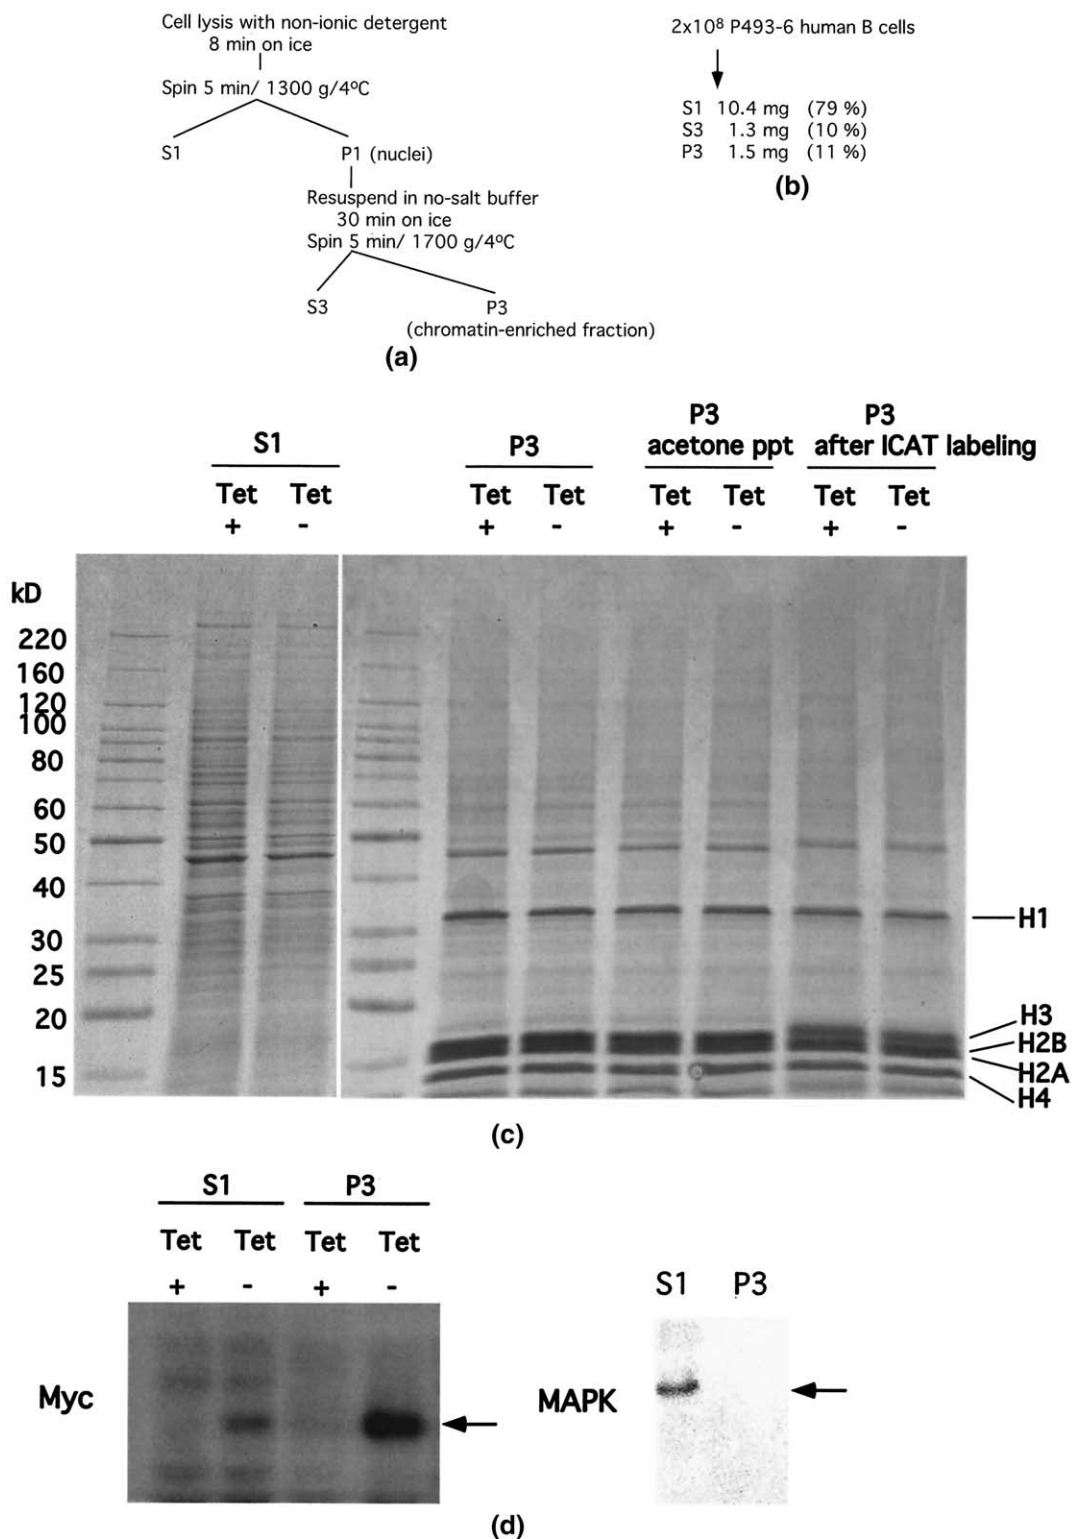 Cell lysis with non-ionic detergent
8 min on ice
Spin 5 min/ 1300 g/4ºC
S1
P1 (nuclei)
Resuspend in no-salt buffer
30 min on ice
Spin 5 min/ 1700 g/4ºC
S3
P3
(chromatin-enriched fraction)
(a)
2x10⁸ P493-6 human B cells
S1 10.4 mg (79 %)
S3 1.3 mg (10 %)
P3 1.5 mg (11 %)
(b)
S1
P3
P3
acetone ppt
P3
after ICAT labeling
Tet Tet Tet Tet Tet Tet Tet Tet
+ - + - + - + -
kD
220
160
120
100
80
60
50
40
30
25
20
15
H1
H3
H2B
H2A
H4
(c)
S1 P3
Tet Tet Tet Tet
+ - + -
Myc
S1 P3
MAPK
(d)